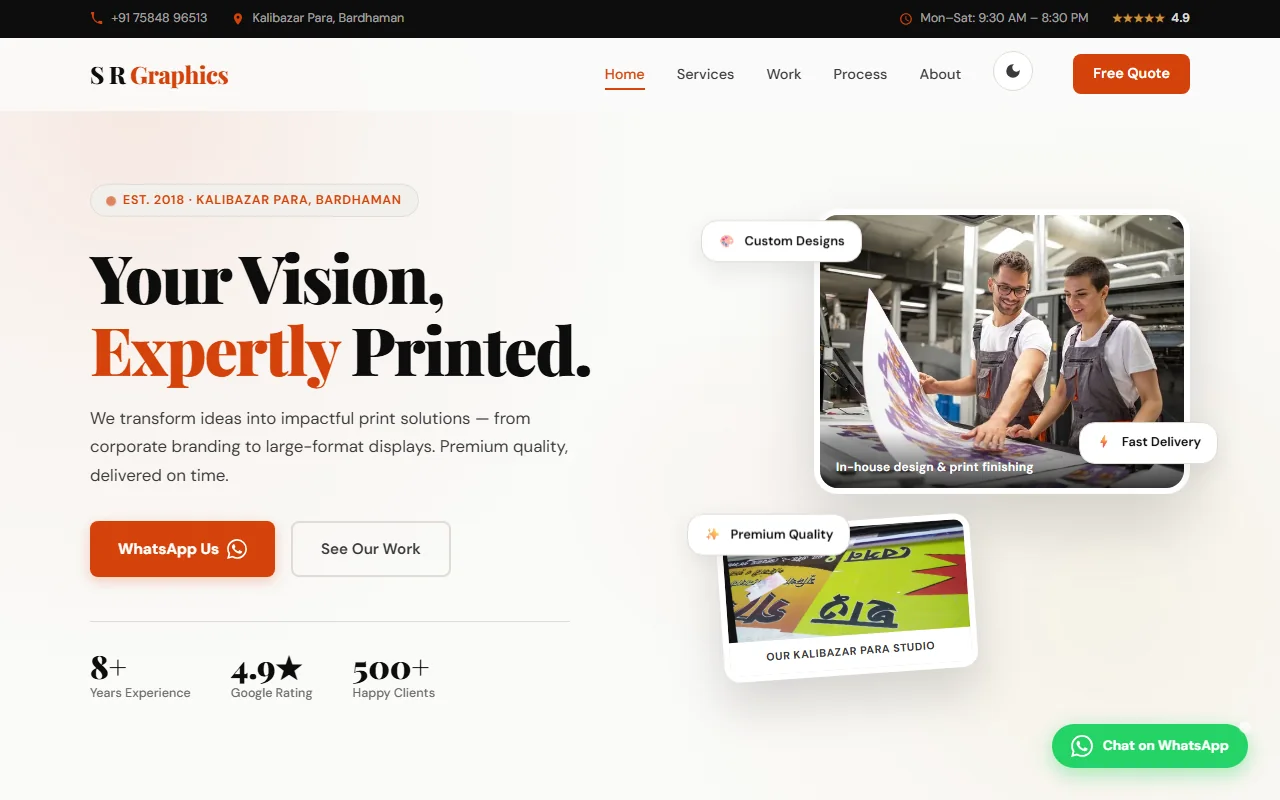 +91 75848 96513
Kalibazar Para, Bardhaman
Mon–Sat: 9:30 AM – 8:30 PM
★★★★★ 4.9
S R Graphics
Home
Services
Work
Process
About
Free Quote
EST. 2018 · KALIBAZAR PARA, BARDHAMAN
Your Vision,
Expertly Printed.
We transform ideas into impactful print solutions — from
corporate branding to large-format displays. Premium quality,
delivered on time.
WhatsApp Us
See Our Work
8+
Years Experience
4.9★
Google Rating
500+
Happy Clients
Custom Designs
In-house design & print finishing
Fast Delivery
Premium Quality
OUR KALIBAZAR PARA STUDIO
Chat on WhatsApp